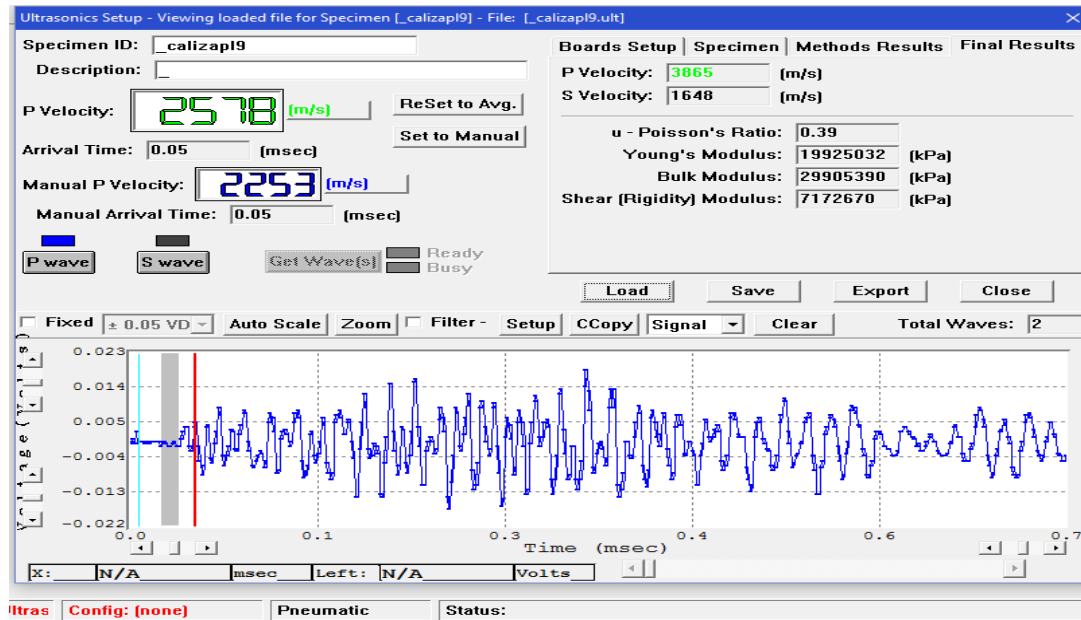 Ultrasonics Setup - Viewing loaded file for Specimen [_calizapl9] - File: [_calizapl9.ult]
Specimen ID: _calizapl9
Description: _
P Velocity: 2578 (m/s) ReSet to Avg.
Set to Manual
Arrival Time: 0.05 (msec)
Manual P Velocity: 2253 (m/s)
Manual Arrival Time: 0.05 (msec)
P wave S wave Get Wave(s) Ready
Busy
Boards Setup Specimen Methods Results Final Results
P Velocity: 3865 (m/s)
S Velocity: 1648 (m/s)
u - Poisson's Ratio: 0.39
Young's Modulus: 19925032 (kPa)
Bulk Modulus: 29905390 (kPa)
Shear (Rigidity) Modulus: 7172670 (kPa)
Load Save Export Close
Fixed ± 0.05 VD Auto Scale Zoom Filter - Setup CCopy Signal Clear Total Waves: 2
0.023
0.014
0.005
-0.004
-0.013
-0.022
0.0 0.1 0.3 0.4 0.6 0.7
Time (msec)
X: N/A msec Left: N/A Volts
Ultras Config: (none) Pneumatic Status: